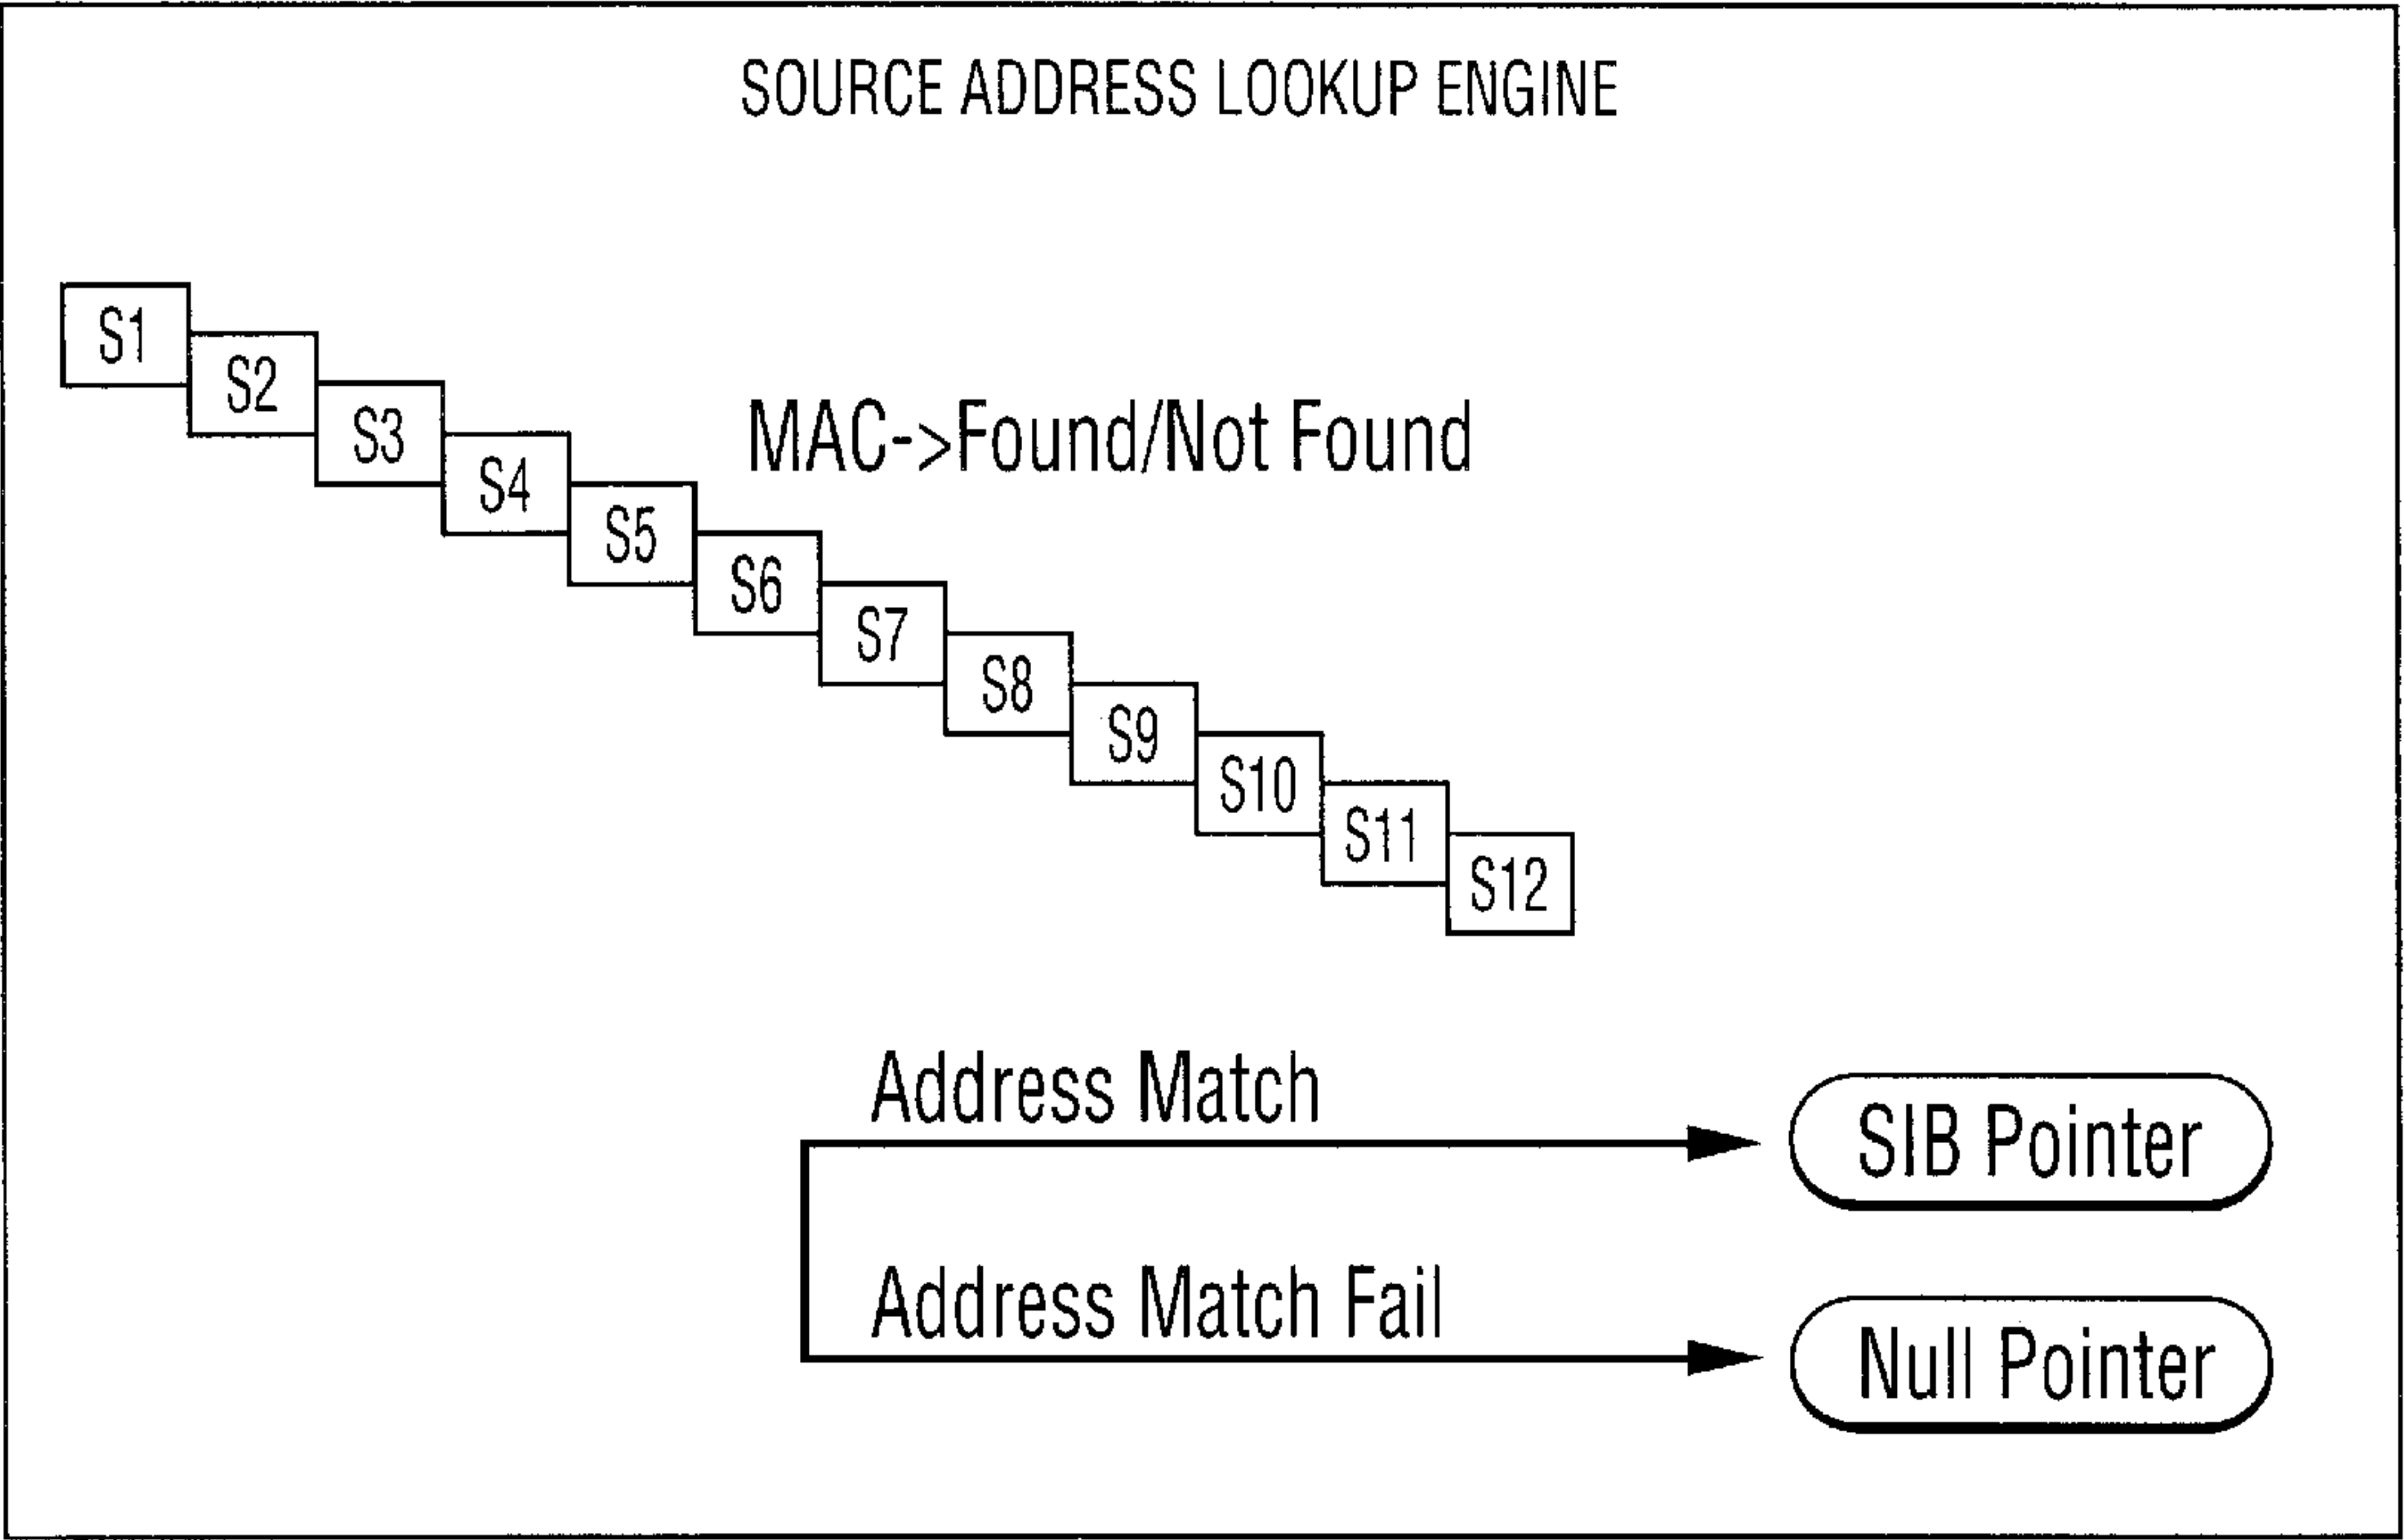 SOURCE ADDRESS LOOKUP ENGINE
S1
S2
S3
MAC->Found/Not Found
S4
S5
S6
S7
S8
S9
S10
S11
S12
Address Match
SIB Pointer
Address Match Fail
Null Pointer